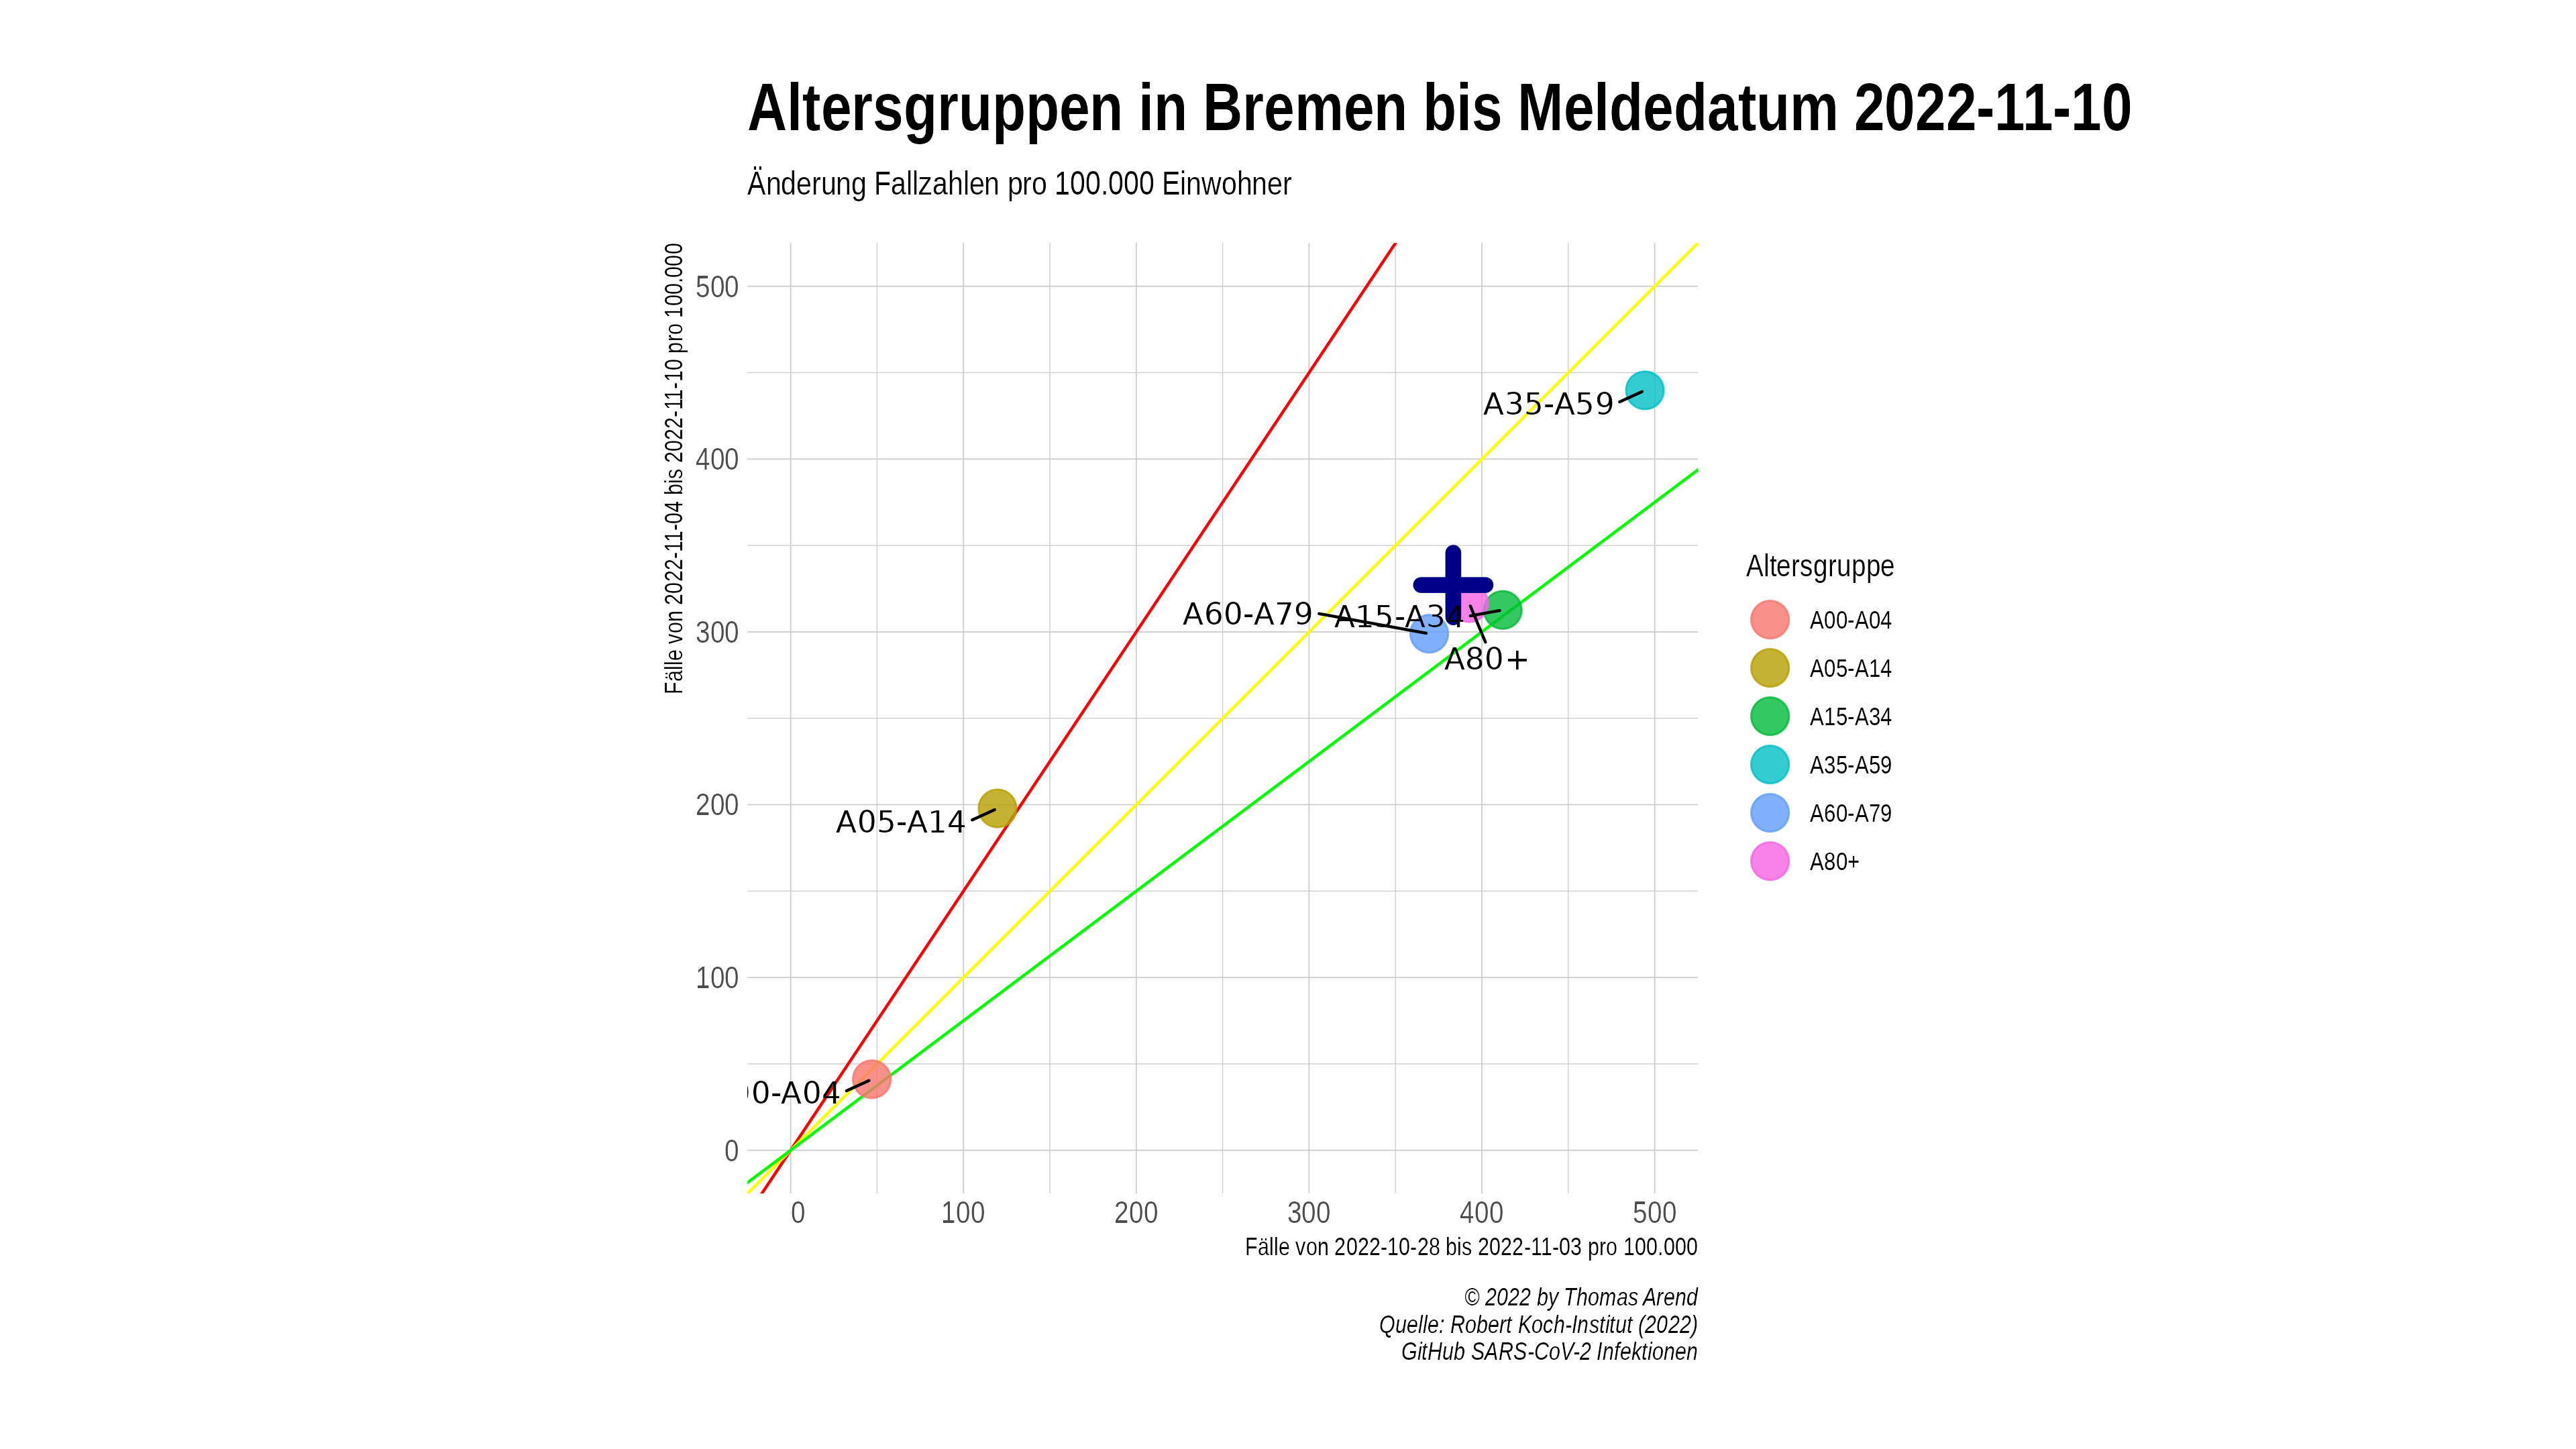 Altersgruppen in Bremen bis Meldedatum 2022-11-10
Änderung Fallzahlen pro 100.000 Einwohner
Fälle von 2022-11-04 bis 2022-11-10 pro 100.000
500
400
300
200
100
0
A35-A59
A60-A79
A15-A34
A80+
A05-A14
0-A04
0
100
200
300
400
500
Fälle von 2022-10-28 bis 2022-11-03 pro 100.000
Altersgruppe
A00-A04
A05-A14
A15-A34
A35-A59
A60-A79
A80+
© 2022 by Thomas Arend
Quelle: Robert Koch-Institut (2022)
GitHub SARS-CoV-2 Infektionen